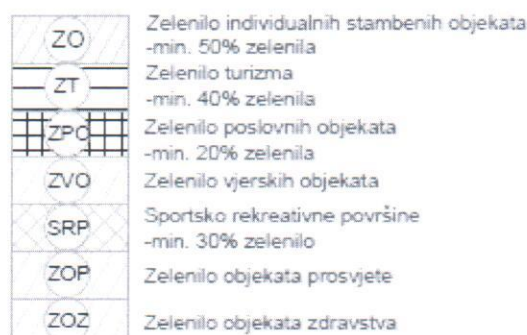 ZO Zelenilo individualnih stambenih objekata
-min. 50% zelenila
ZT Zelenilo turizma
-min. 40% zelenila
ZPO Zelenilo poslovnih objekata
-min. 20% zelenila
ZVO Zelenilo vjerskih objekata
SRP Sportsko rekreativne površine
-min. 30% zelenilo
ZOP Zelenilo objekata prosvjete
ZOZ Zelenilo objekata zdravstva